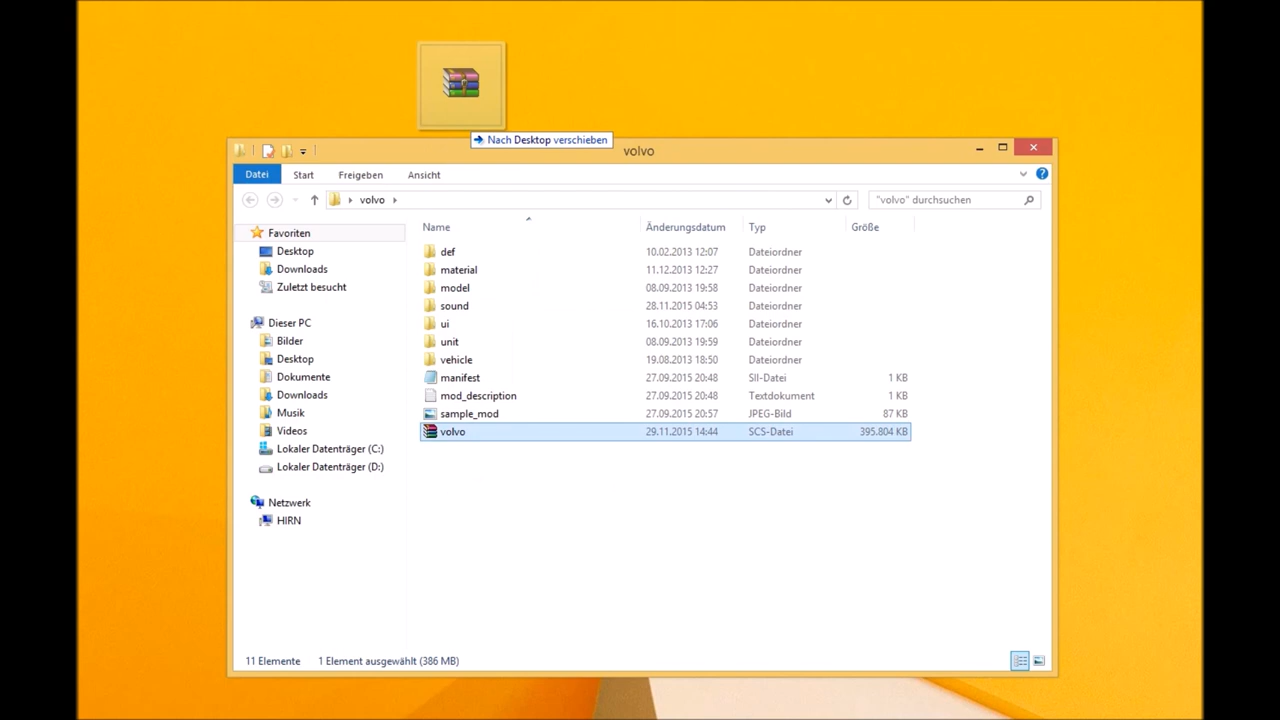 Nach Desktop verschieben
volvo
Datei Start Freigeben Ansicht
volvo "volvo" durchsuchen
Name Änderungsdatum Typ Größe
Favoriten
Desktop
Downloads
Zuletzt besucht
Dieser PC
Bilder
Desktop
Dokumente
Downloads
Musik
Videos
Lokaler Datenträger (C:)
Lokaler Datenträger (D:)
Netzwerk
HIRN
def 10.02.2013 12:07 Dateiordner
material 11.12.2013 12:27 Dateiordner
model 08.09.2013 19:58 Dateiordner
sound 28.11.2015 04:53 Dateiordner
ui 16.10.2013 17:06 Dateiordner
unit 08.09.2013 19:59 Dateiordner
vehicle 19.08.2013 18:50 Dateiordner
manifest 27.09.2015 20:48 SII-Datei 1 KB
mod_description 27.09.2015 20:48 Textdokument 1 KB
sample_mod 27.09.2015 20:57 JPEG-Bild 87 KB
volvo 29.11.2015 14:44 SCS-Datei 395.804 KB
11 Elemente 1 Element ausgewählt (386 MB)